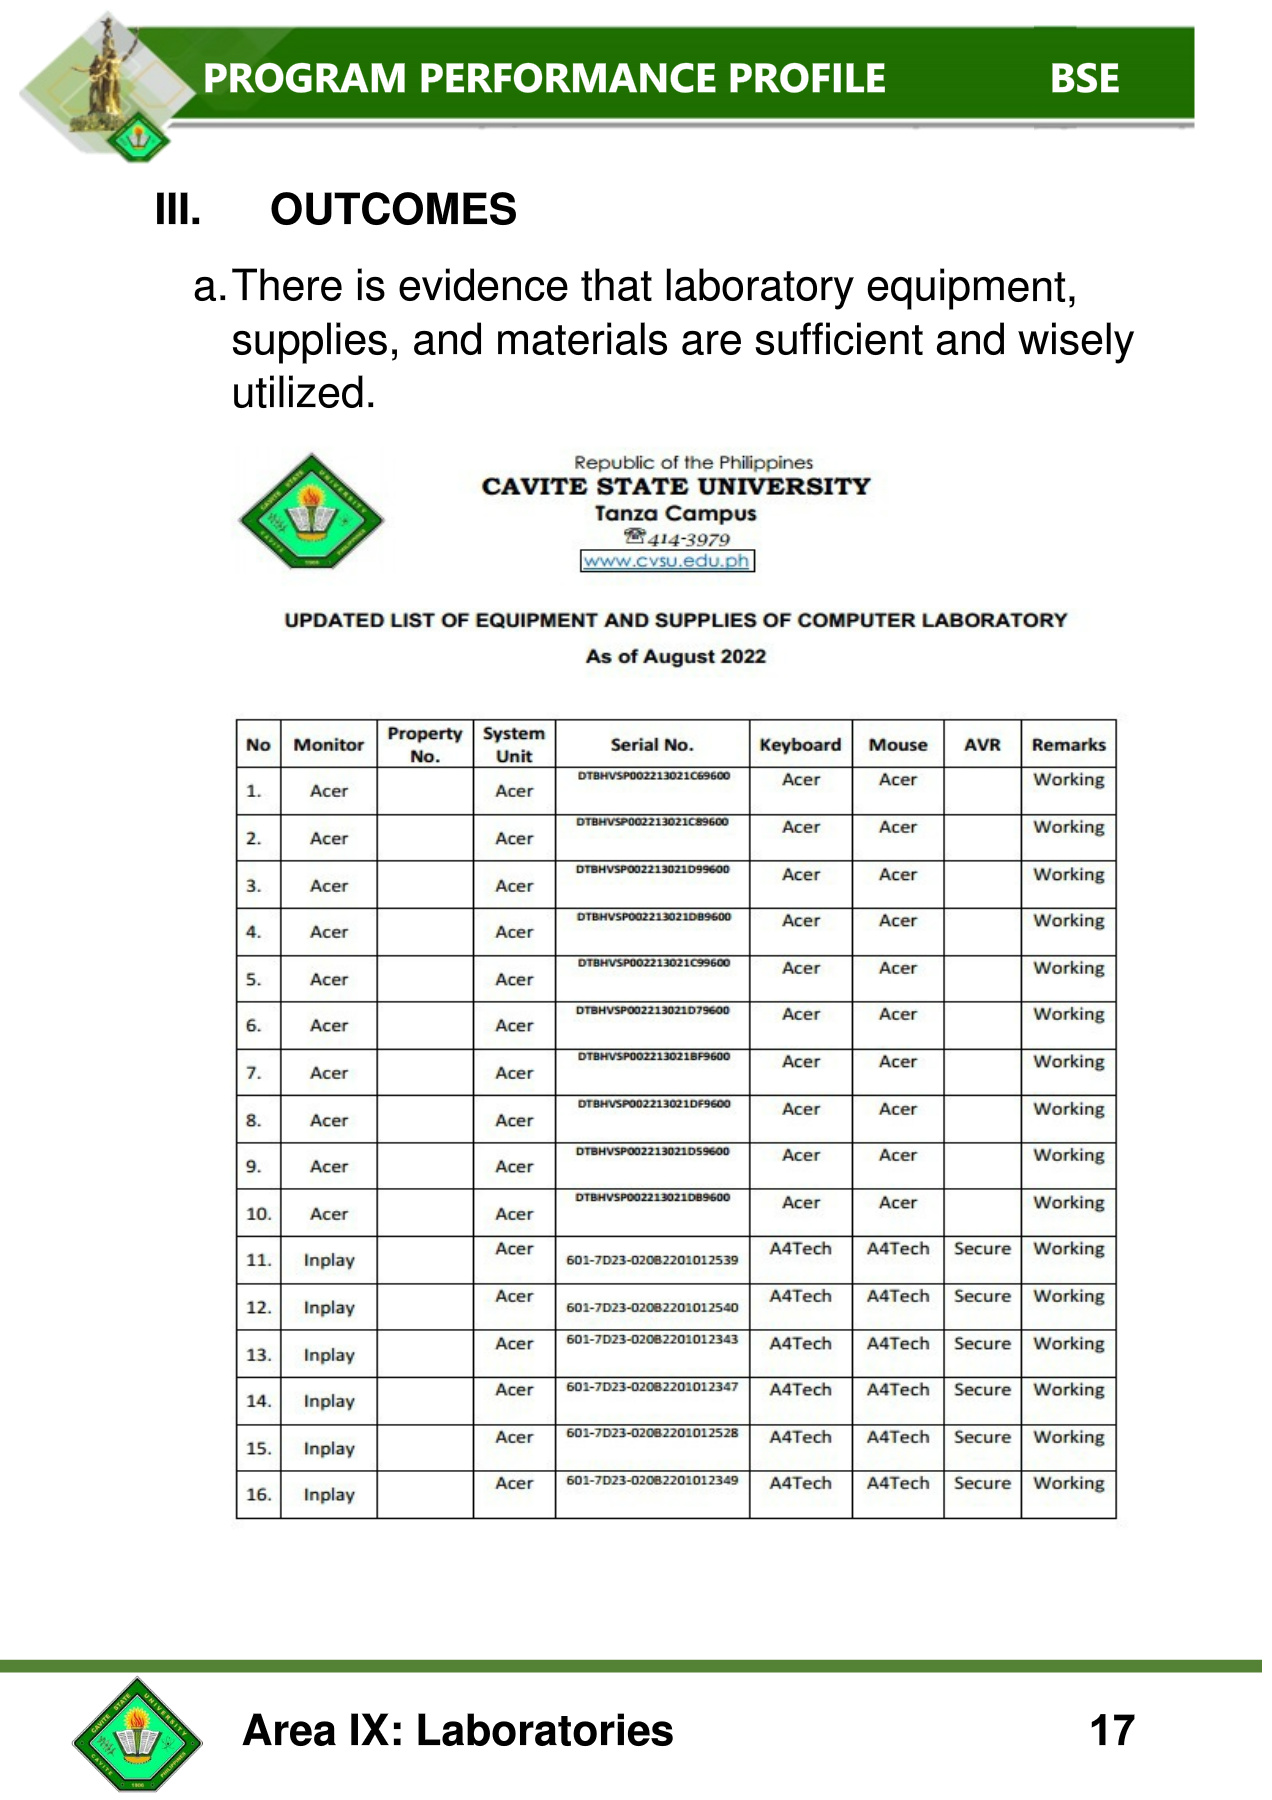 PROGRAM PERFORMANCE PROFILE BSE
III. OUTCOMES
a. There is evidence that laboratory equipment,
supplies, and materials are sufficient and wisely
utilized.
Republic of the Philippines
CAVITE STATE UNIVERSITY
Tanza Campus
☎414-3979
www.cvsu.edu.ph
UPDATED LIST OF EQUIPMENT AND SUPPLIES OF COMPUTER LABORATORY
As of August 2022
No Monitor Property No. System Unit Serial No. Keyboard Mouse AVR Remarks
1. Acer Acer DTBHVSP002213021C69600 Acer Acer Working
2. Acer Acer DTBHVSP002213021C89600 Acer Acer Working
3. Acer Acer DTBHVSP002213021D99600 Acer Acer Working
4. Acer Acer DTBHVSP002213021DB9600 Acer Acer Working
5. Acer Acer DTBHVSP002213021C99600 Acer Acer Working
6. Acer Acer DTBHVSP002213021D79600 Acer Acer Working
7. Acer Acer DTBHVSP002213021BF9600 Acer Acer Working
8. Acer Acer DTBHVSP002213021DF9600 Acer Acer Working
9. Acer Acer DTBHVSP002213021D59600 Acer Acer Working
10. Acer Acer DTBHVSP002213021DB9600 Acer Acer Working
11. Inplay Acer 601-7D23-020B2201012539 A4Tech A4Tech Secure Working
12. Inplay Acer 601-7D23-020B2201012540 A4Tech A4Tech Secure Working
13. Inplay Acer 601-7D23-020B2201012343 A4Tech A4Tech Secure Working
14. Inplay Acer 601-7D23-020B2201012347 A4Tech A4Tech Secure Working
15. Inplay Acer 601-7D23-020B2201012528 A4Tech A4Tech Secure Working
16. Inplay Acer 601-7D23-020B2201012349 A4Tech A4Tech Secure Working
CAVITE STATE UNIVERSITY
CAVITE PHILIPPINES
1906
Area IX: Laboratories 17